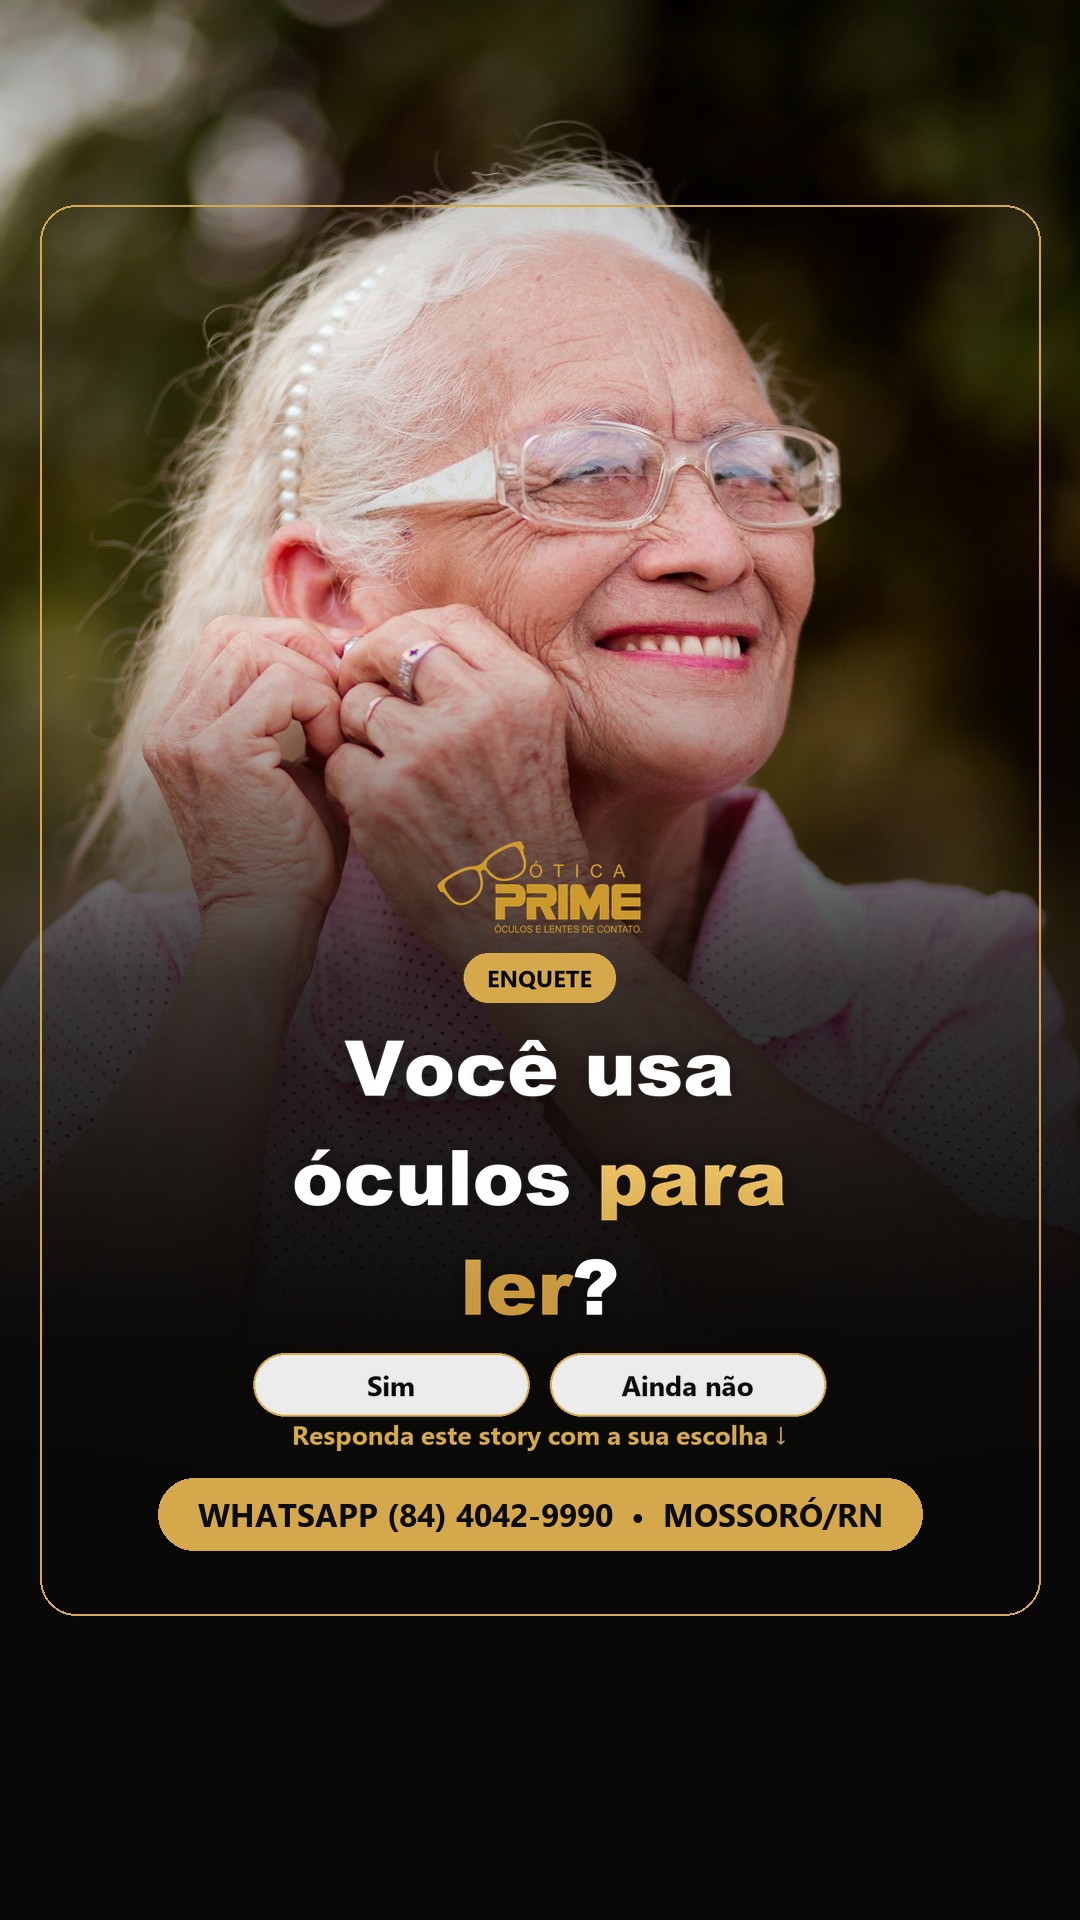 ÓTICA
PRIME
ÓCULOS E LENTES DE CONTATO.
ENQUETE
Você usa
óculos para
ler?
Sim
Ainda não
Responda este story com a sua escolha ↓
WHATSAPP (84) 4042-9990 • MOSSORÓ/RN